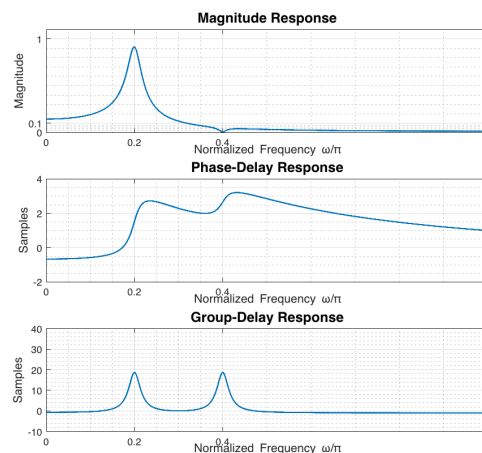 Magnitude Response
1
0.1
0
Magnitude
0 0.2 0.4
Normalized Frequency ω/π
Phase-Delay Response
4
2
0
-2
Samples
0 0.2 0.4
Normalized Frequency ω/π
Group-Delay Response
40
30
20
10
0
-10
Samples
0 0.2 0.4
Normalized Frequency ω/π